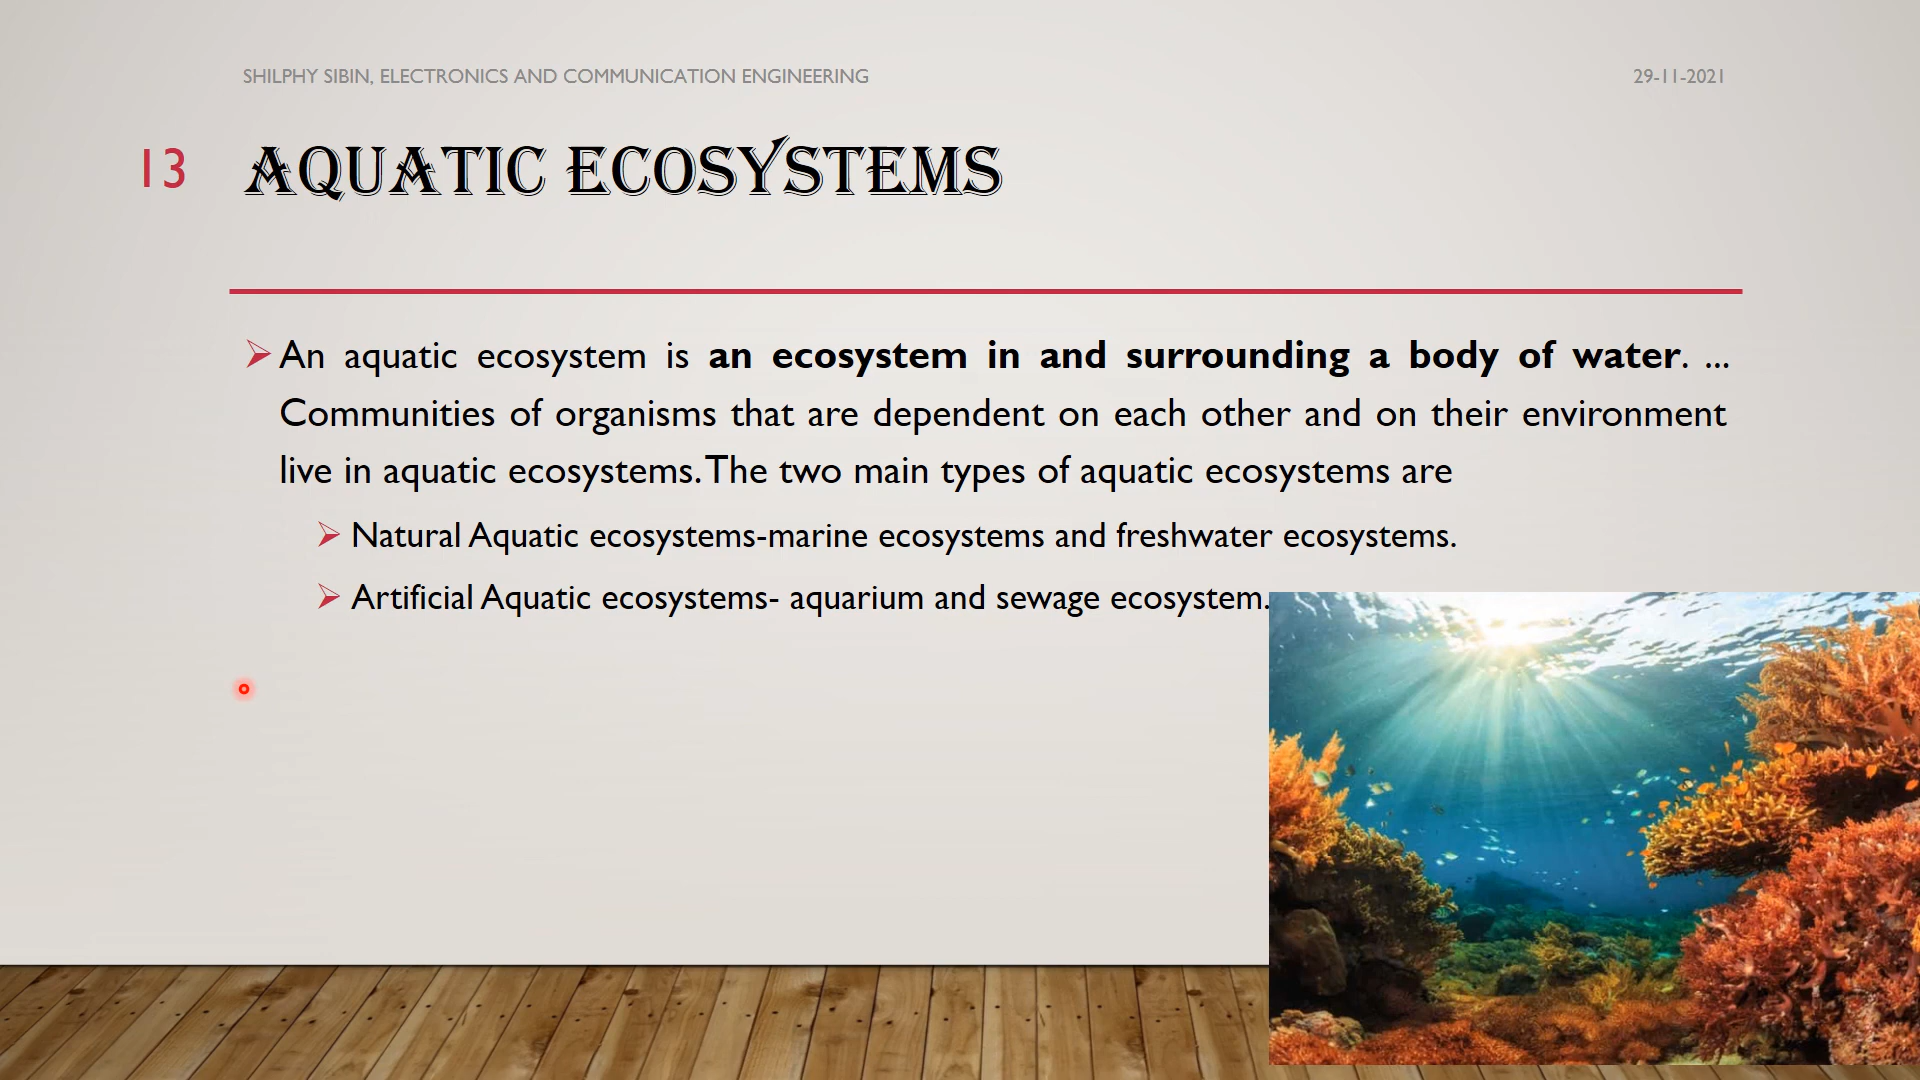 SHILPHY SIBIN, ELECTRONICS AND COMMUNICATION ENGINEERING
29-11-2021
13
AQUATIC ECOSYSTEMS
An aquatic ecosystem is an ecosystem in and surrounding a body of water. ...
Communities of organisms that are dependent on each other and on their environment
live in aquatic ecosystems. The two main types of aquatic ecosystems are
Natural Aquatic ecosystems-marine ecosystems and freshwater ecosystems.
Artificial Aquatic ecosystems- aquarium and sewage ecosystem.